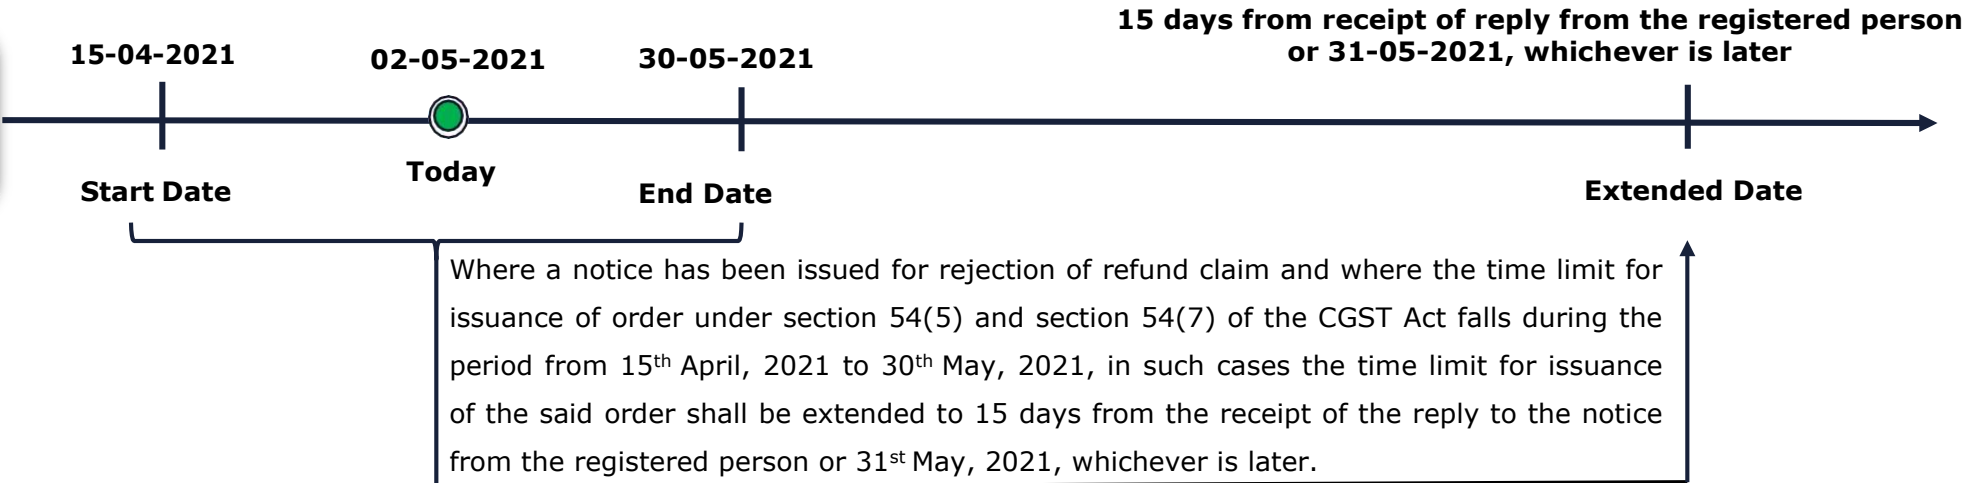 15 days from receipt of reply from the registered person
or 31-05-2021, whichever is later
15-04-2021
02-05-2021
30-05-2021
Today
Start Date
End Date
Extended Date
Where a notice has been issued for rejection of refund claim and where the time limit for
issuance of order under section 54(5) and section 54(7) of the CGST Act falls during the
period from 15th April, 2021 to 30th May, 2021, in such cases the time limit for issuance
of the said order shall be extended to 15 days from the receipt of the reply to the notice
from the registered person or 31st May, 2021, whichever is later.